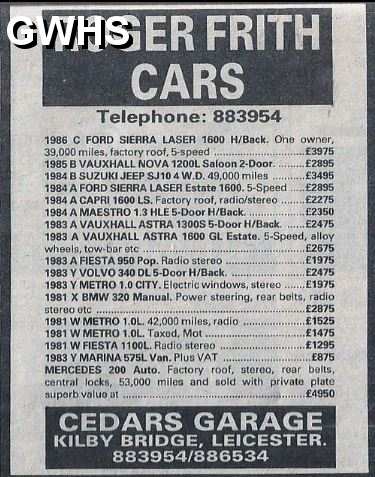 GWHS
GER FRITH
CARS
Telephone: 883954
1986 C FORD SIERRA LASER 1600 H/Back. One owner,
39,000 miles, factory roof, 5-speed ....................£3975
1985 B VAUXHALL NOVA 1200L Saloon 2-Door. .......£2895
1984 B SUZUKI JEEP SJ10 4 W.D. 49,000 miles ..........£3495
1984 A FORD SIERRA LASER Estate 1600. 5-Speed .....£2895
1984 A CAPRI 1600 LS. Factory roof, radio/stereo ......£2275
1984 A MAESTRO 1.3 HLE 5-Door H/Back. ..............£2350
1983 A VAUXHALL ASTRA 1300S 5-Door H/Back. ......£2475
1983 A VAUXHALL ASTRA 1600 GL Estate. 5-Speed, alloy
wheels, tow-bar etc ....................................£2675
1983 A FIESTA 950 Pop. Radio stereo ....................£1975
1983 Y VOLVO 340 DL 5-Door H/Back. ...................£2475
1983 Y METRO 1.0 CITY. Electric windows, stereo .......£1975
1981 X BMW 320 Manual. Power steering, rear belts, radio
stereo etc ..............................................£2875
1981 W METRO 1.0L. 42,000 miles, radio ................£1525
1981 W METRO 1.0L. Taxed, Mot ........................£1475
1981 W FIESTA 1100L. Radio stereo .....................£1295
1983 Y MARINA 575L Van. Plus VAT ......................£875
MERCEDES 200 Auto. Factory roof, stereo, rear belts,
central locks, 53,000 miles and sold with private plate
superb value at .........................................£4950
CEDARS GARAGE
KILBY BRIDGE, LEICESTER.
883954/886534